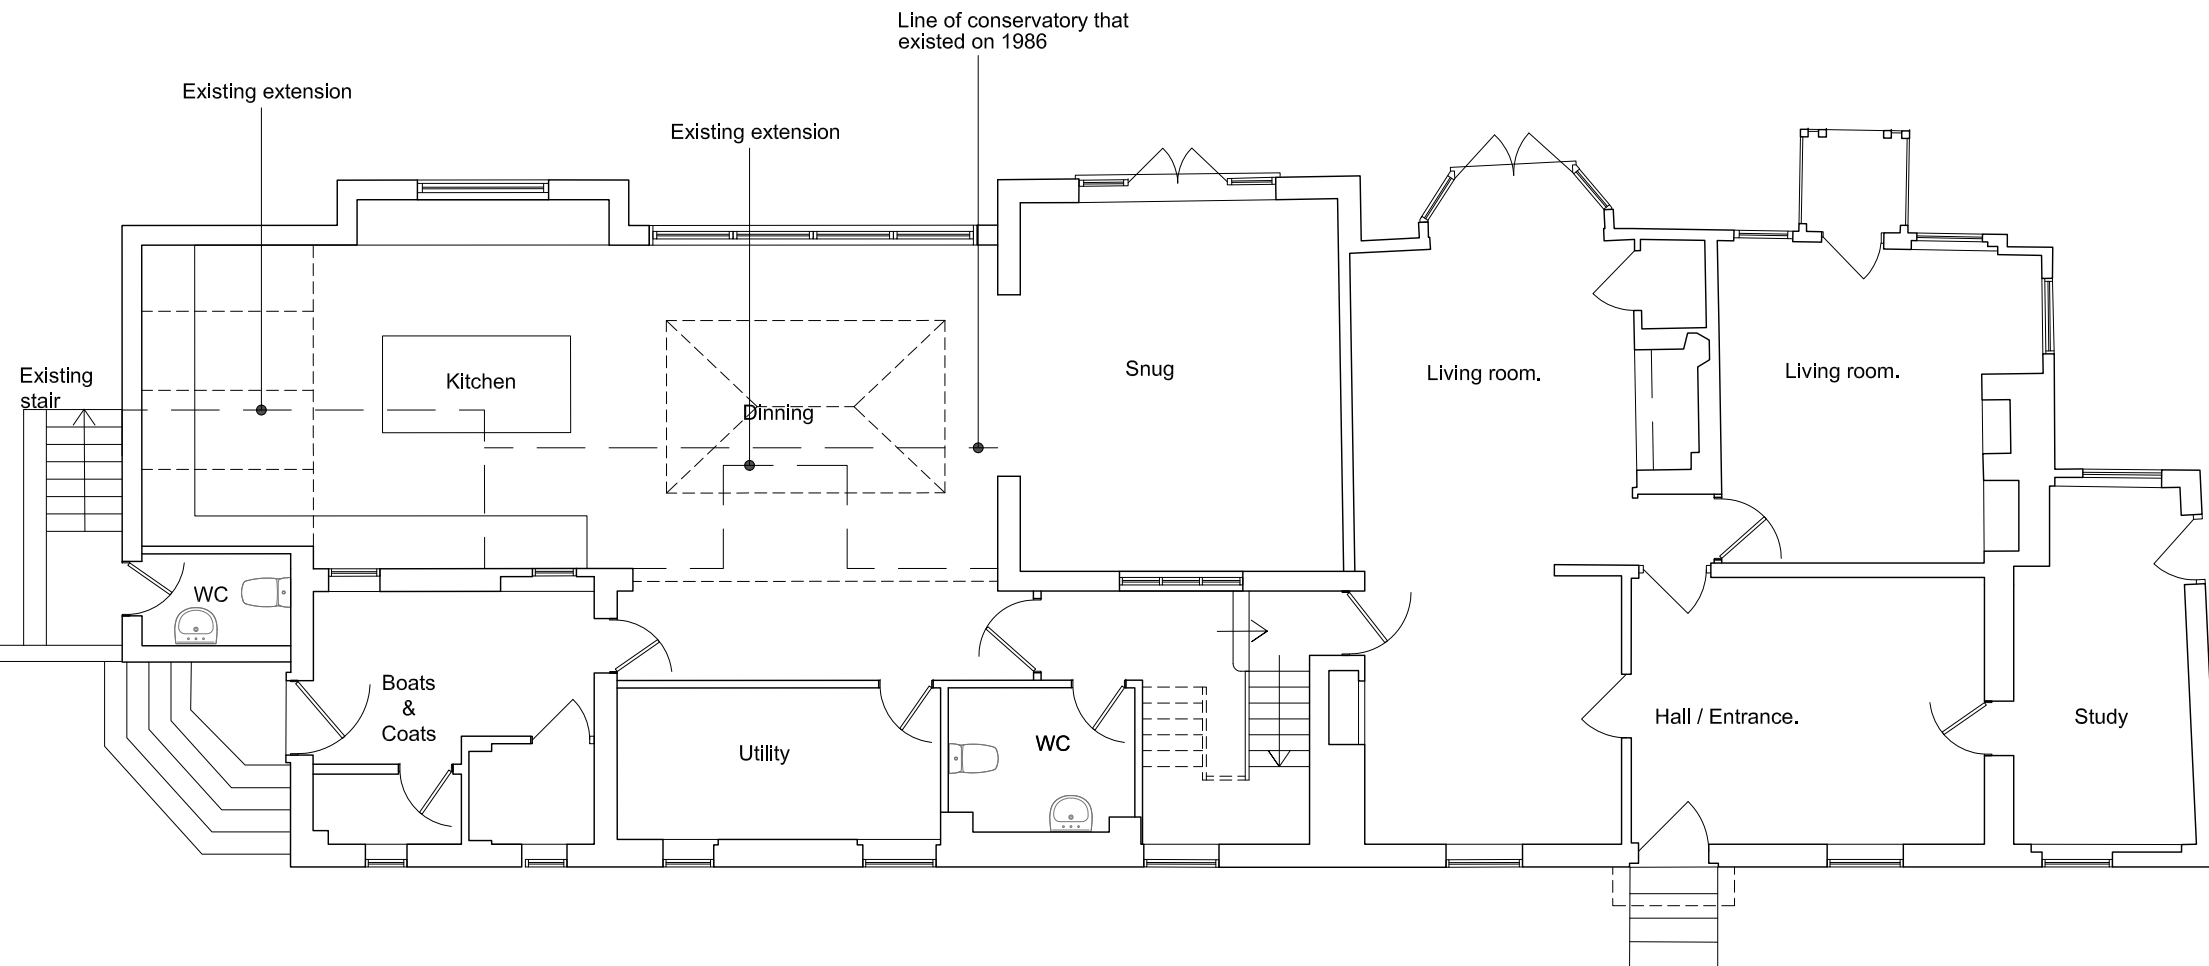 Line of conservatory that
existed on 1986
Existing extension
Existing extension
Existing
stair
Kitchen
Dinning
Snug
Living room.
Living room.
WC
Boats
&
Coats
Utility
WC
Hall / Entrance.
Study